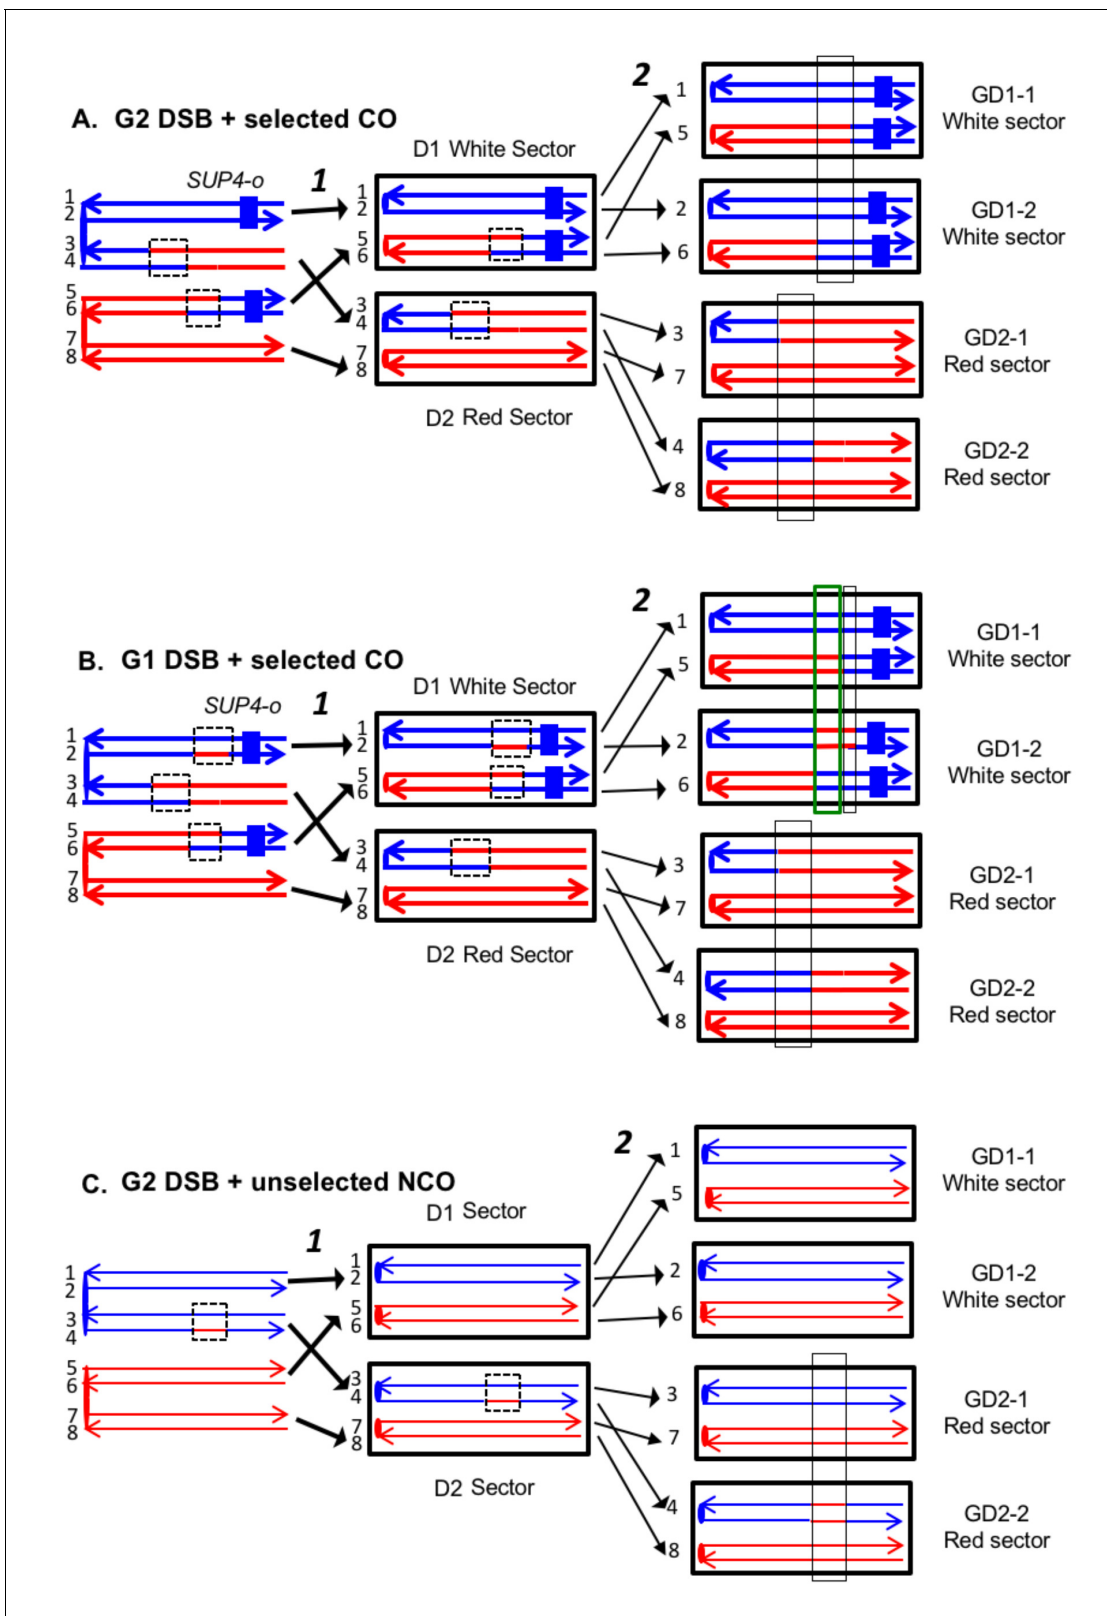 A. G2 DSB + selected CO
SUP4-o
1
2
3
4
5
6
7
8
1
D1 White Sector
1
2
5
6
3
4
7
8
D2 Red Sector
2
1
5
2
6
3
7
4
8
GD1-1
White sector
GD1-2
White sector
GD2-1
Red sector
GD2-2
Red sector
B. G1 DSB + selected CO
SUP4-o
1
2
3
4
5
6
7
8
1
D1 White Sector
1
2
5
6
3
4
7
8
D2 Red Sector
2
1
5
2
6
3
7
4
8
GD1-1
White sector
GD1-2
White sector
GD2-1
Red sector
GD2-2
Red sector
C. G2 DSB + unselected NCO
1
2
3
4
5
6
7
8
1
D1 Sector
1
2
5
6
3
4
7
8
D2 Sector
2
1
5
2
6
3
7
4
8
GD1-1
White sector
GD1-2
White sector
GD2-1
Red sector
GD2-2
Red sector